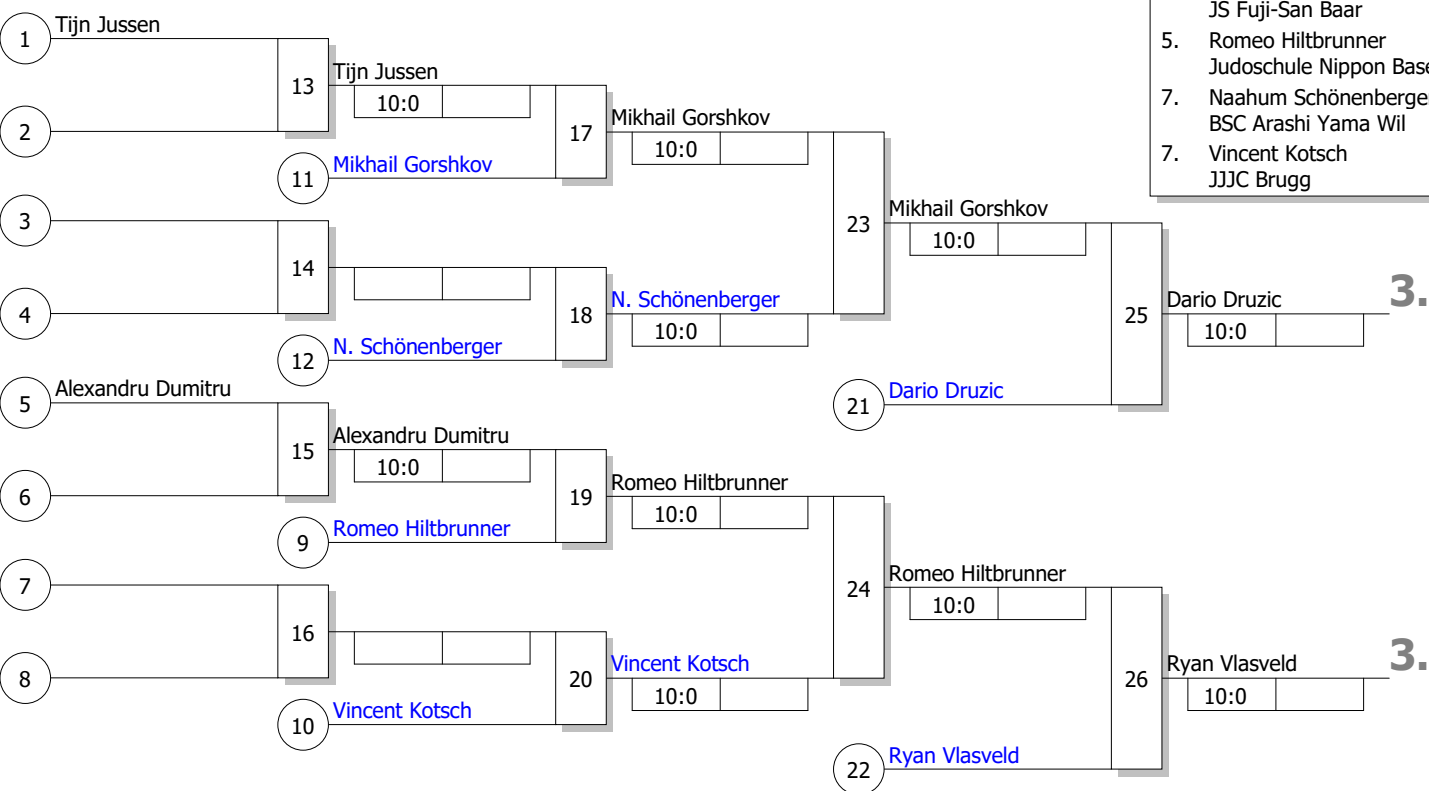 JS Fuji-San Baar
5. Romeo Hiltbrunner
Judoschule Nippon Base
7. Naahum Schönenberger
BSC Arashi Yama Wil
7. Vincent Kotsch
JJJC Brugg
1 Tijn Jussen
13 Tijn Jussen
10:0
2
17 Mikhail Gorshkov
10:0
11 Mikhail Gorshkov
3
23 Mikhail Gorshkov
10:0
14
4
18 N. Schönenberger
10:0
12 N. Schönenberger
25 Dario Druzic 3.
10:0
5 Alexandru Dumitru
21 Dario Druzic
15 Alexandru Dumitru
10:0
6
19 Romeo Hiltbrunner
10:0
9 Romeo Hiltbrunner
7
24 Romeo Hiltbrunner
10:0
16
8
20 Vincent Kotsch
10:0
10 Vincent Kotsch
26 Ryan Vlasveld 3.
10:0
22 Ryan Vlasveld